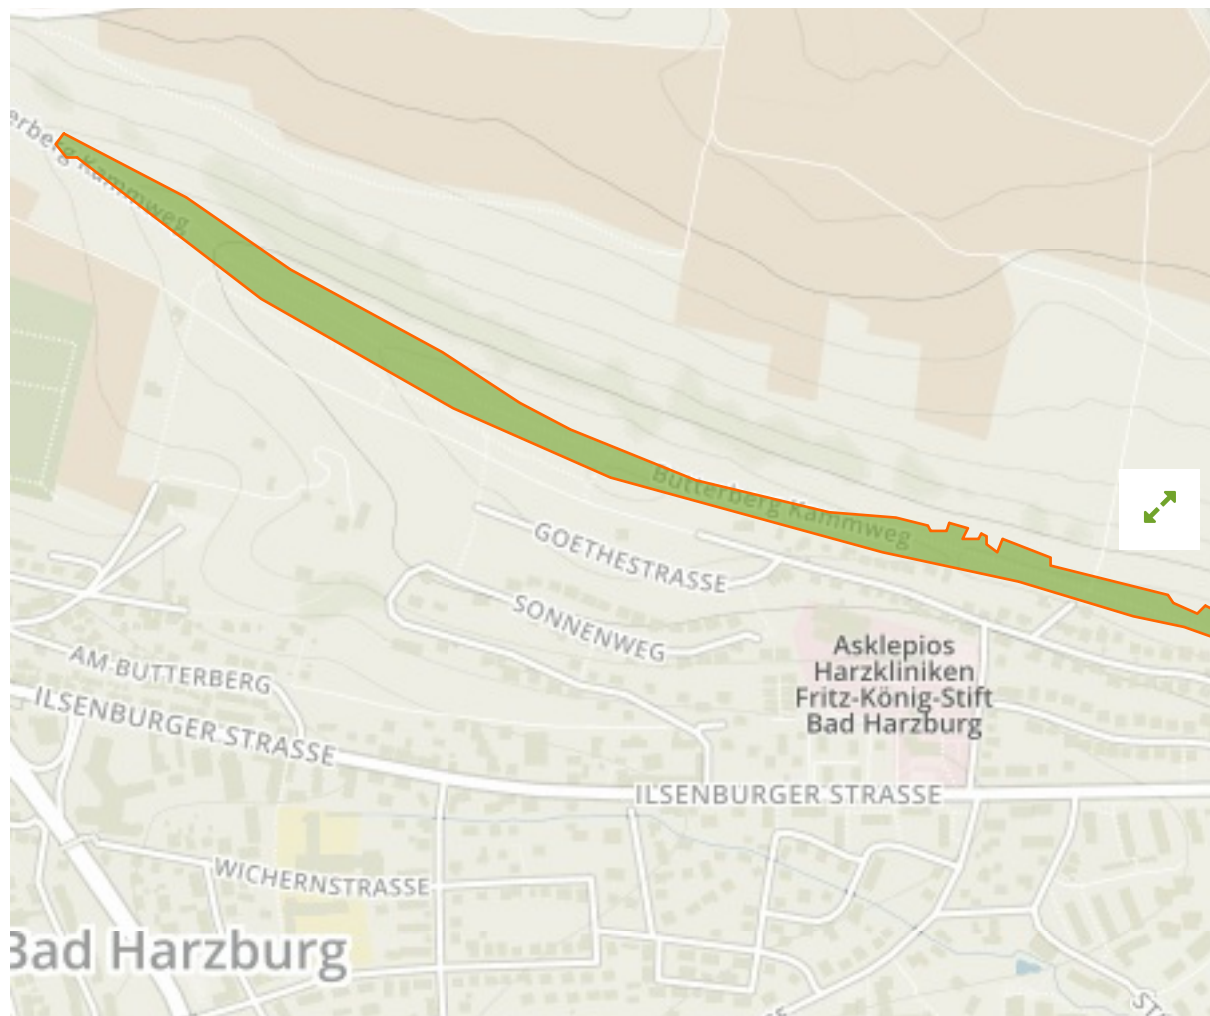 erberg Kammweg
Butterberg Kammweg
GOETHESTRASSE
SONNENWEG
Asklepios
Harzkliniken
Fritz-König-Stift
Bad Harzburg
AM BUTTERBERG
ILSENBURGER STRASSE
ILSENBURGER STRASSE
WICHERNSTRASSE
Bad Harzburg